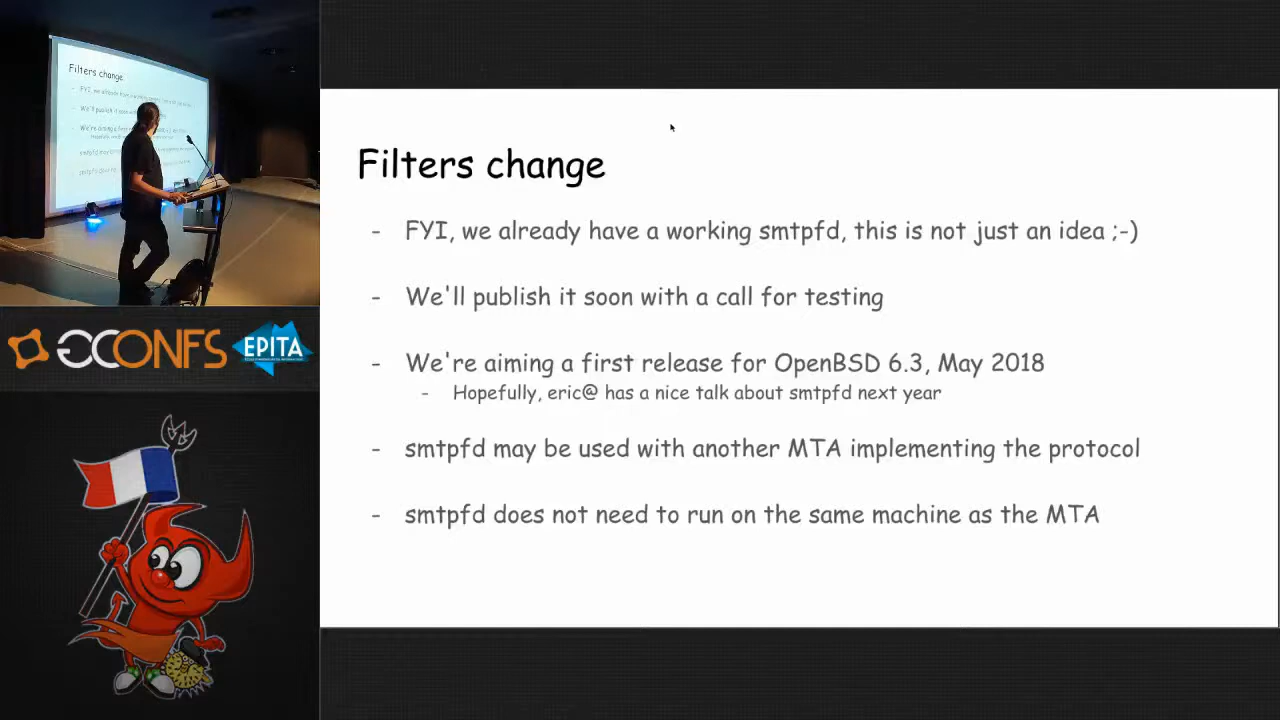 Filters change
- FYI, we already have a working smtpfd, this is not just an idea ;-)
- We'll publish it soon with a call for testing
- We're aiming a first release for OpenBSD 6.3, May 2018
- Hopefully, eric@ has a nice talk about smtpfd next year
- smtpfd may be used with another MTA implementing the protocol
- smtpfd does not need to run on the same machine as the MTA
Filters change
GCONFS
EPITA